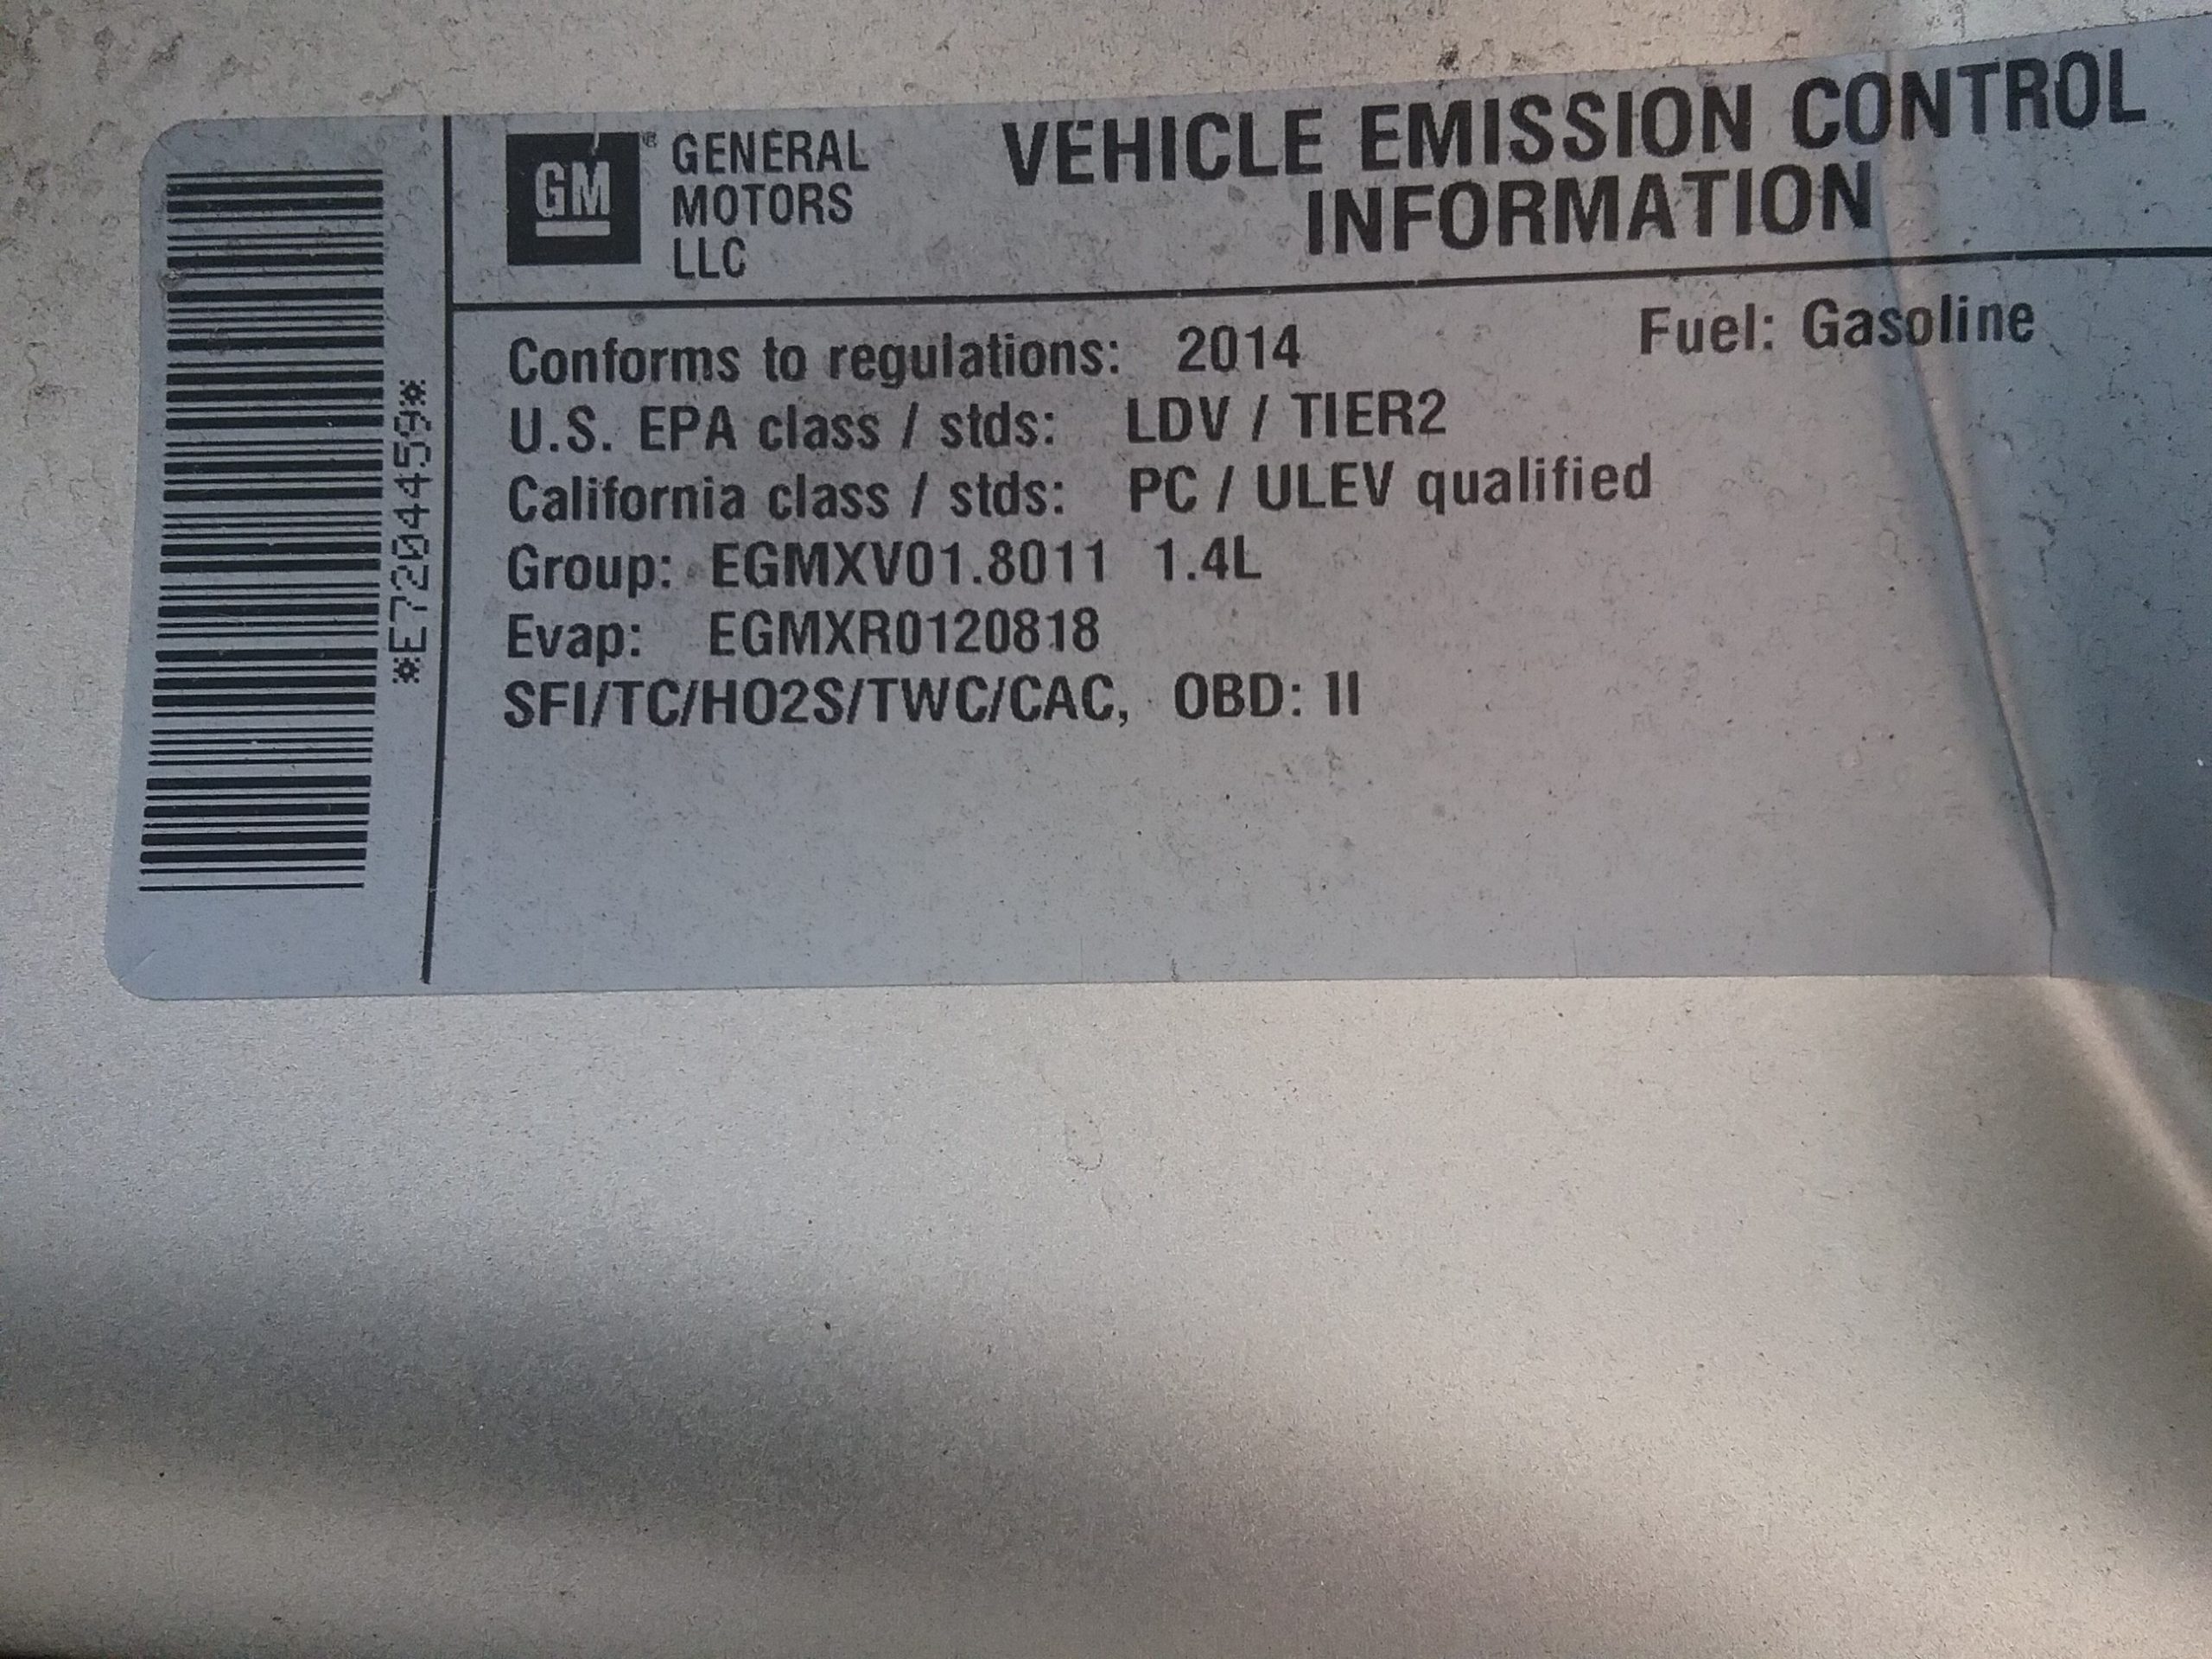 *E7204459*
GM
GENERAL
MOTORS
LLC
VEHICLE EMISSION CONTROL
INFORMATION
Conforms to regulations: 2014 Fuel: Gasoline
U.S. EPA class / stds: LDV / TIER2
California class / stds: PC / ULEV qualified
Group: EGMXV01.8011 1.4L
Evap: EGMXR0120818
SFI/TC/HO2S/TWC/CAC, OBD: II